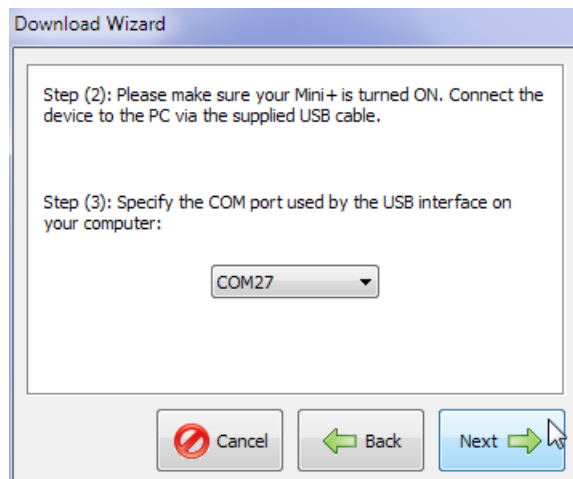 Download Wizard
Step (2): Please make sure your Mini+ is turned ON. Connect the
device to the PC via the supplied USB cable.
Step (3): Specify the COM port used by the USB interface on
your computer:
COM27
Cancel
Back
Next